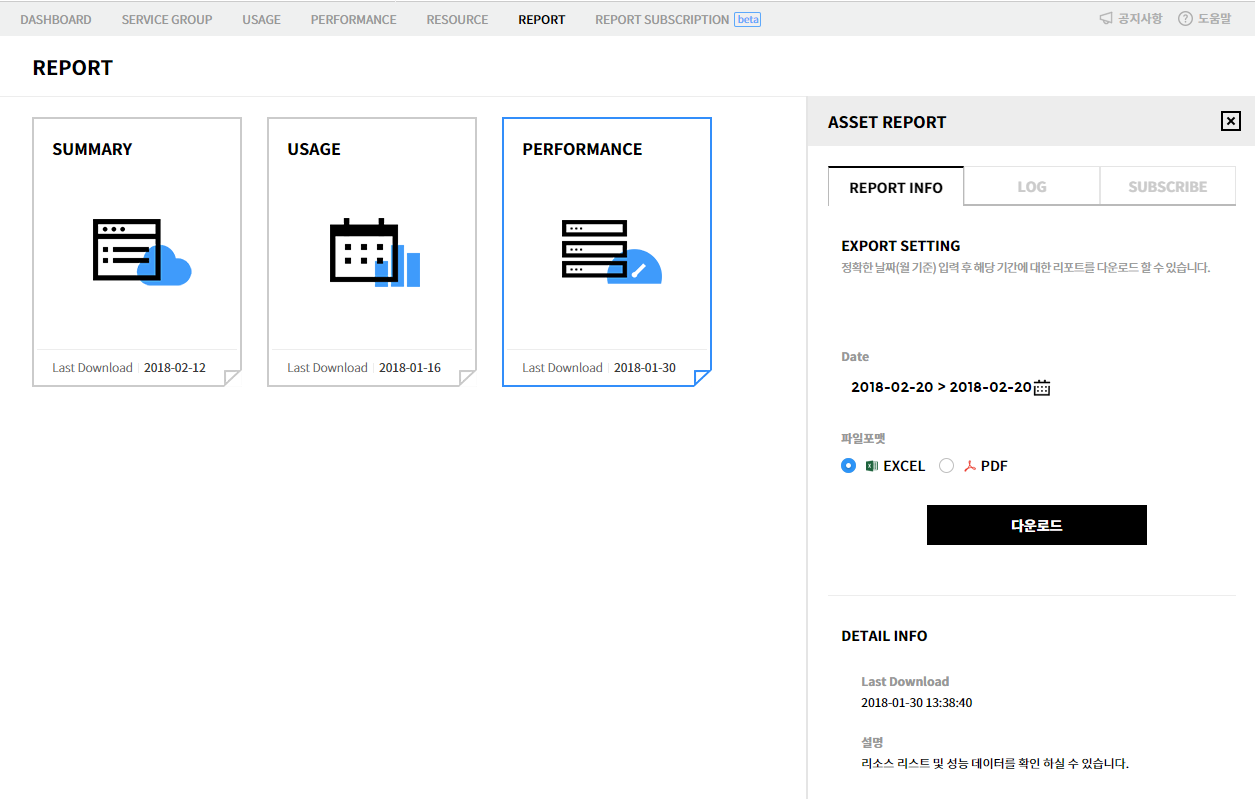 DASHBOARD SERVICE GROUP USAGE PERFORMANCE RESOURCE REPORT REPORT SUBSCRIPTION beta 공지사항 도움말
REPORT
SUMMARY
Last Download 2018-02-12
USAGE
Last Download 2018-01-16
PERFORMANCE
Last Download 2018-01-30
ASSET REPORT
REPORT INFO LOG SUBSCRIBE
EXPORT SETTING
정확한 날짜(월 기준) 입력 후 해당 기간에 대한 리포트를 다운로드 할 수 있습니다.
Date
2018-02-20 > 2018-02-20
파일포맷
EXCEL PDF
다운로드
DETAIL INFO
Last Download
2018-01-30 13:38:40
설명
리소스 리스트 및 성능 데이터를 확인 하실 수 있습니다.